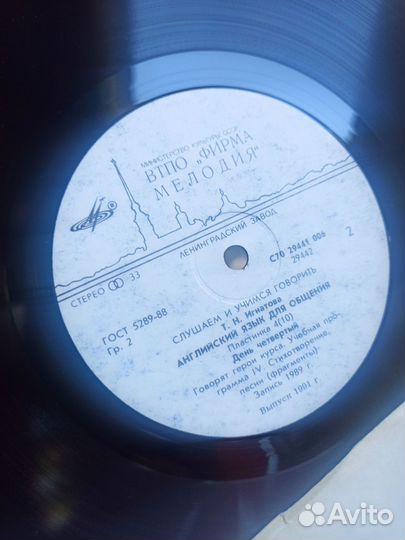 МИНИСТЕРСТВО КУЛЬТУРЫ СССР
ВТПО „ФИРМА
МЕЛОДИЯ"
ЛЕНИНГРАДСКИЙ ЗАВОД
СТЕРЕО 33
С70 29441 006
29442
2
ГОСТ 5289-88
Гр. 2
СЛУШАЕМ И УЧИМСЯ ГОВОРИТЬ
Т. Н. Игнатова
АНГЛИЙСКИЙ ЯЗЫК ДЛЯ ОБЩЕНИЯ
Пластинка 4(10)
День четвертый
Говорят герои курса. Учебная про-
грамма IV. Стихотворение,
песни (фрагменты).
Запись 1989 г.
Выпуск 1991 г.
Avito